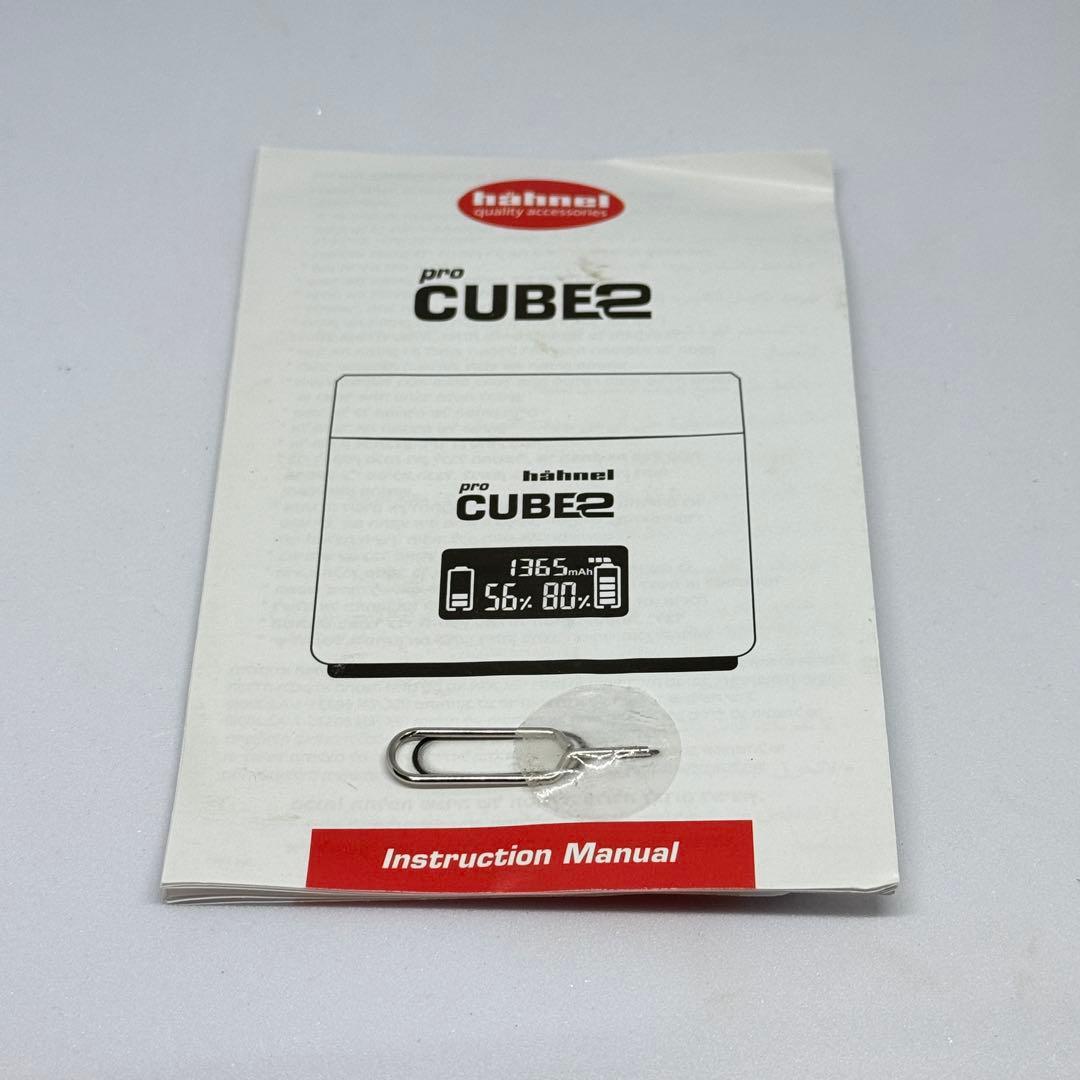 hähnel
quality accessories
pro
CUBE2
hähnel
pro
CUBE2
1365mAh
56% 80%
Instruction Manual